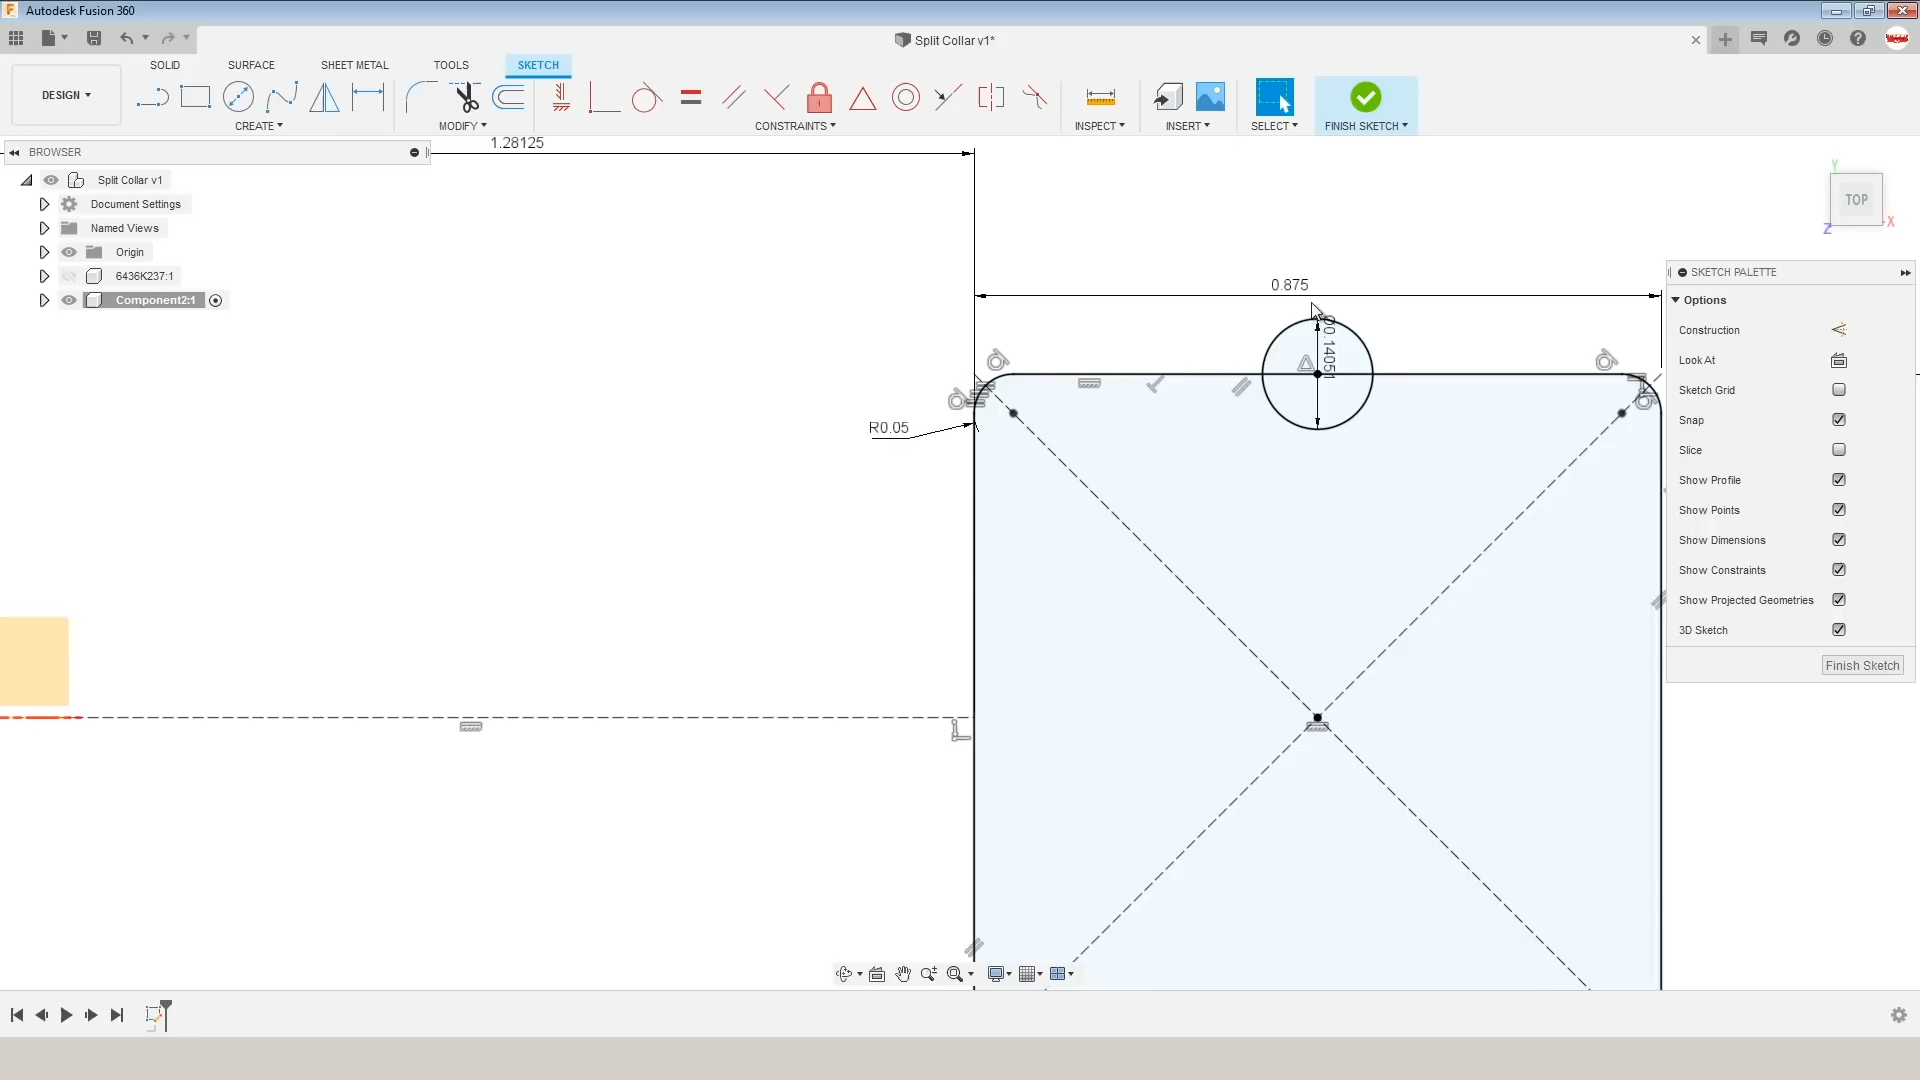 Autodesk Fusion 360
Split Collar v1*
DESIGN
SOLID
SURFACE
SHEET METAL
TOOLS
SKETCH
CREATE
MODIFY
CONSTRAINTS
INSPECT
INSERT
SELECT
FINISH SKETCH
BROWSER
Split Collar v1
Document Settings
Named Views
Origin
6436K237:1
Component2:1
1.28125
0.875
Ø0.14051
R0.05
Y
TOP
X
Z
SKETCH PALETTE
Options
Construction
Look At
Sketch Grid
Snap
Slice
Show Profile
Show Points
Show Dimensions
Show Constraints
Show Projected Geometries
3D Sketch
Finish Sketch